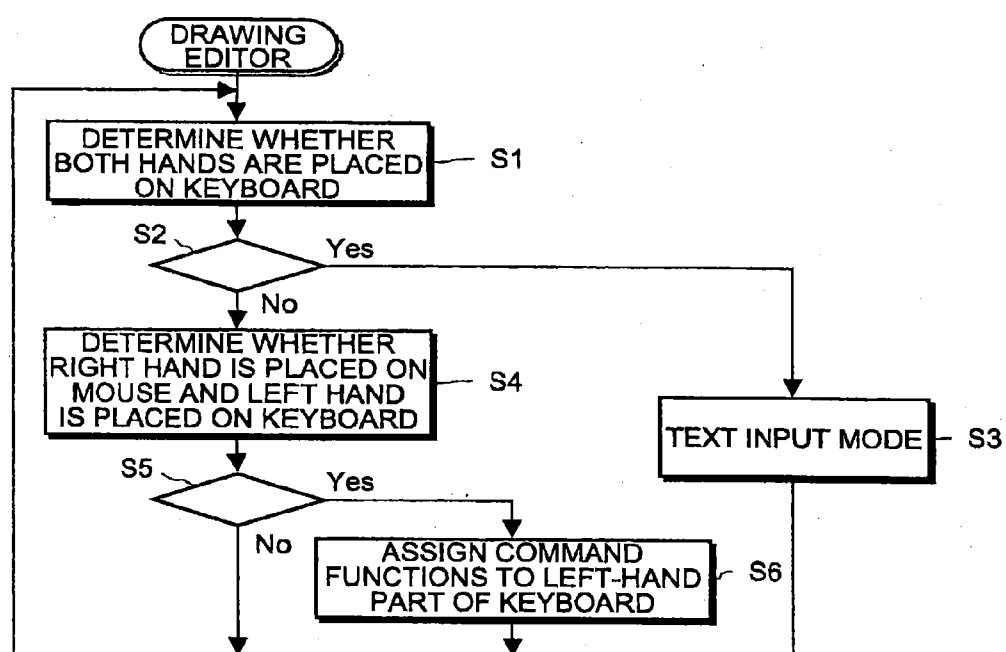 DRAWING
EDITOR
DETERMINE WHETHER
BOTH HANDS ARE PLACED
ON KEYBOARD
S1
S2
Yes
No
DETERMINE WHETHER
RIGHT HAND IS PLACED ON
MOUSE AND LEFT HAND
IS PLACED ON KEYBOARD
S4
TEXT INPUT MODE
S3
S5
Yes
No
ASSIGN COMMAND
FUNCTIONS TO LEFT-HAND
PART OF KEYBOARD
S6